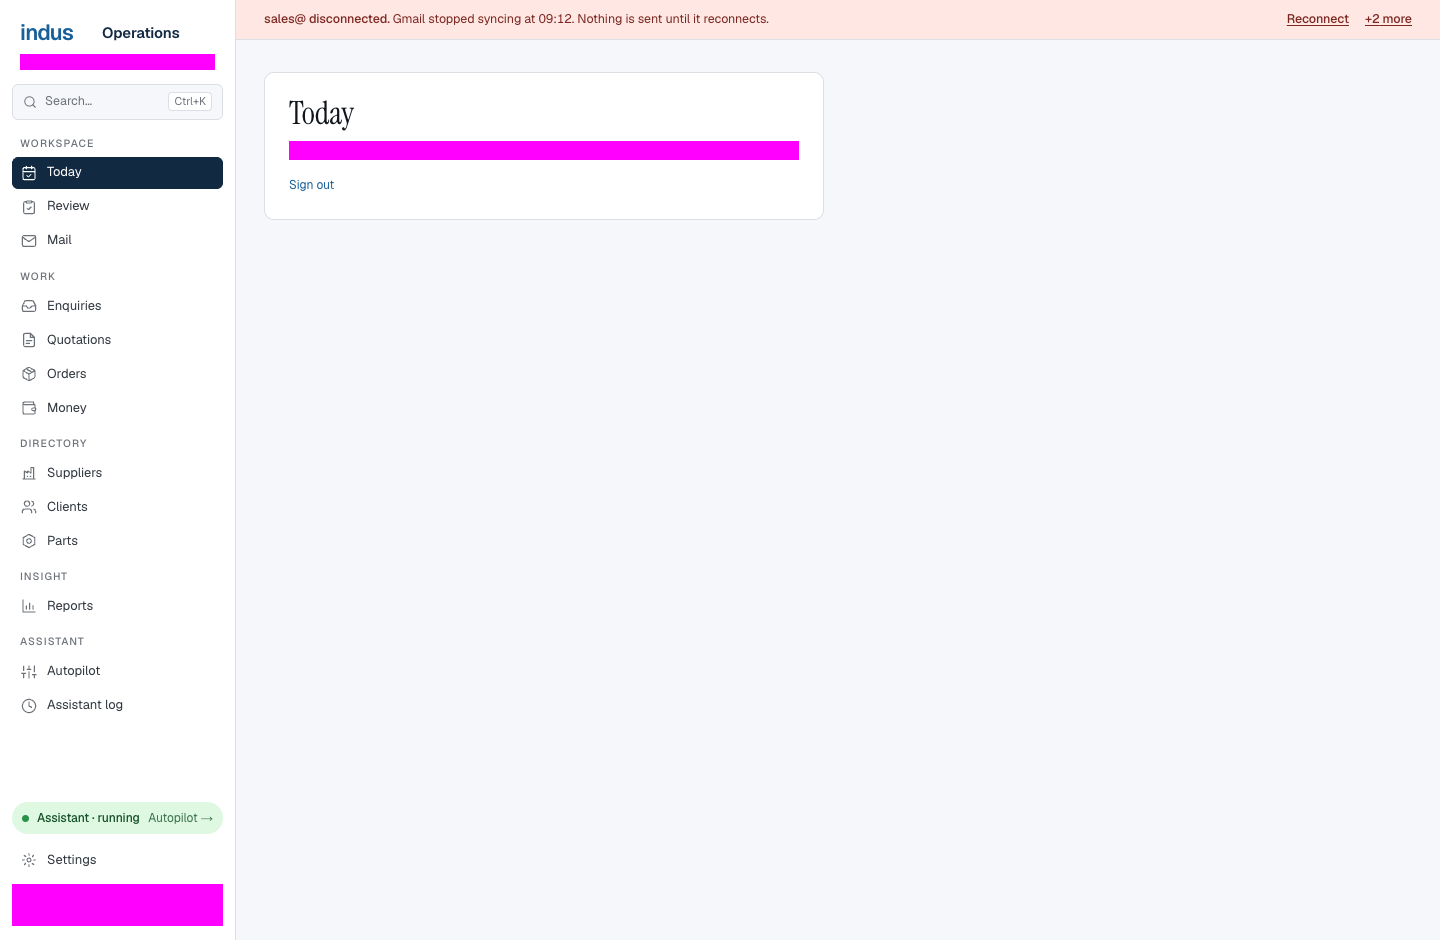 indus Operations
Search... Ctrl+K
WORKSPACE
Today
Review
Mail
WORK
Enquiries
Quotations
Orders
Money
DIRECTORY
Suppliers
Clients
Parts
INSIGHT
Reports
ASSISTANT
Autopilot
Assistant log
Assistant · running Autopilot →
Settings
sales@ disconnected. Gmail stopped syncing at 09:12. Nothing is sent until it reconnects. Reconnect +2 more
Today
Sign out